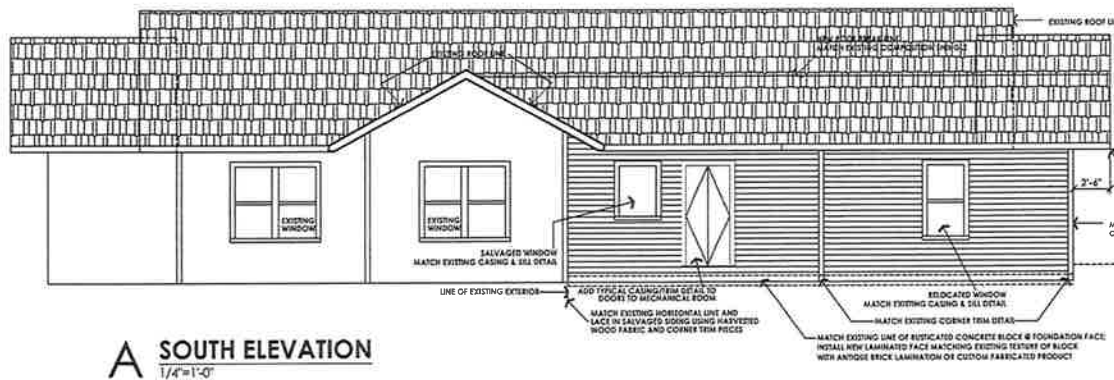 EXISTING ROOF LI
EXISTING ROOF LINE
NEW ROOF
MATCH EXISTING COMPOSITION SHINGLE
2'-6"
EXISTING
WINDOW
EXISTING
WINDOW
M
SALVAGED WINDOW
MATCH EXISTING CASING & SILL DETAIL
LINE OF EXISTING EXTERIOR
ADD TYPICAL CASING/TRIM DETAIL TO
DOORS TO MECHANICAL ROOM
RELOCATED WINDOW
MATCH EXISTING CASING & SILL DETAIL
MATCH EXISTING HORIZONTAL LINE AND
LACE IN SALVAGED SIDING USING HARVESTED
WOOD FABRIC AND CORNER TRIM PIECES
MATCH EXISTING CORNER TRIM DETAIL
MATCH EXISTING LINE OF RUSTICATED CONCRETE BLOCK @ FOUNDATION FACE;
INSTALL NEW LAMINATED FACE MATCHING EXISTING TEXTURE OF BLOCK
WITH ANTIQUE BRICK LAMINATION OR CUSTOM FABRICATED PRODUCT
A SOUTH ELEVATION
1/4"=1'-0"